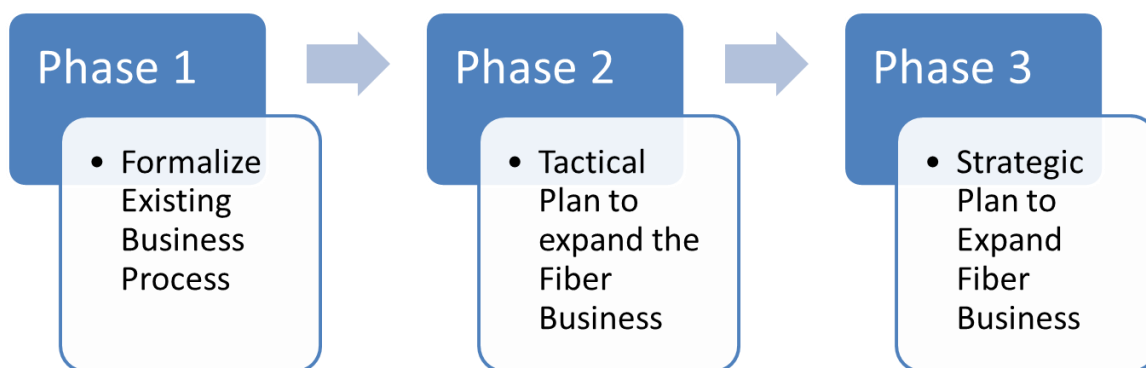 Phase 1
• Formalize
Existing
Business
Process
Phase 2
• Tactical
Plan to
expand the
Fiber
Business
Phase 3
• Strategic
Plan to
Expand
Fiber
Business